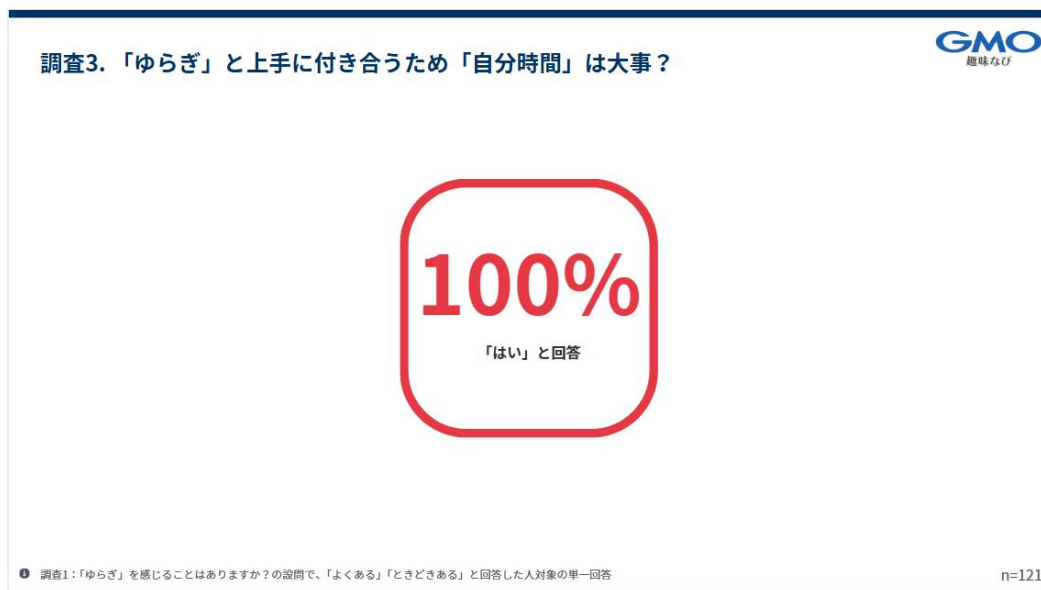 調査3. 「ゆらぎ」と上手に付き合うため「自分時間」は大事？
GMO
趣味なび
100%
「はい」と回答
調査1：「ゆらぎ」を感じることはありますか？の設問で、「よくある」「ときどきある」と回答した人対象の単一回答
n=121